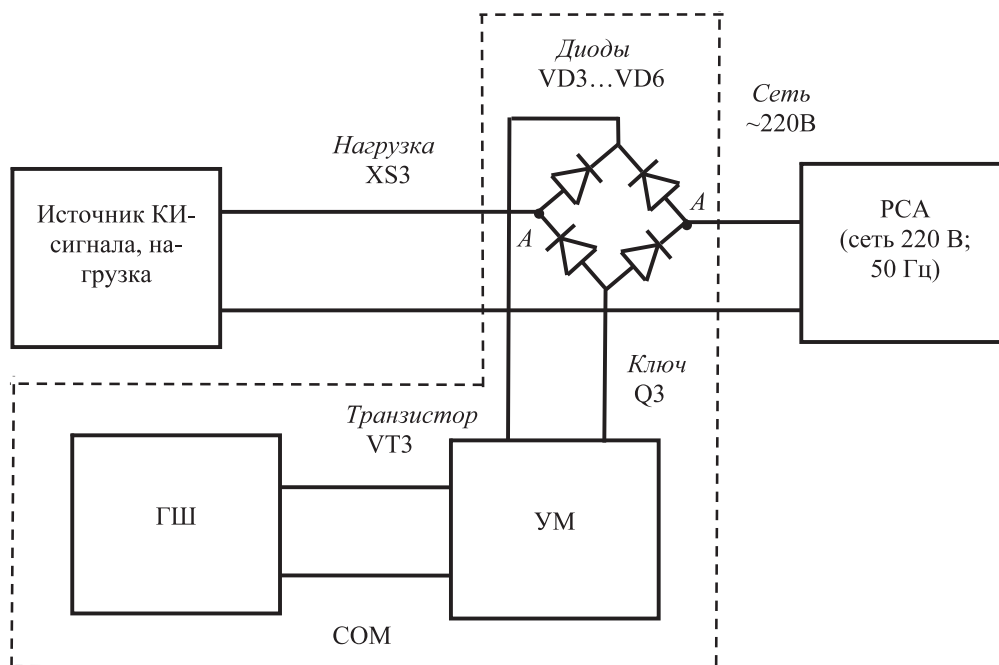 Диоды
VD3…VD6
Сеть
~220В
Нагрузка
XS3
Источник КИ-
сигнала, на-
грузка
А
А
РСА
(сеть 220 В;
50 Гц)
Ключ
Q3
Транзистор
VT3
ГШ
УМ
СОМ